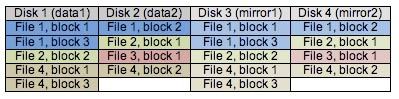 Disk 1 (data1) Disk 2 (data2) Disk 3 (mirror1) Disk 4 (mirror2)
File 1, block 1 File 1, block 2 File 1, block 1 File 1, block 2
File 1, block 3 File 2, block 1 File 1, block 3 File 2, block 1
File 2, block 2 File 3, block 1 File 2, block 2 File 3, block 1
File 4, block 1 File 4, block 2 File 4, block 1 File 4, block 2
File 4, block 3 File 4, block 3